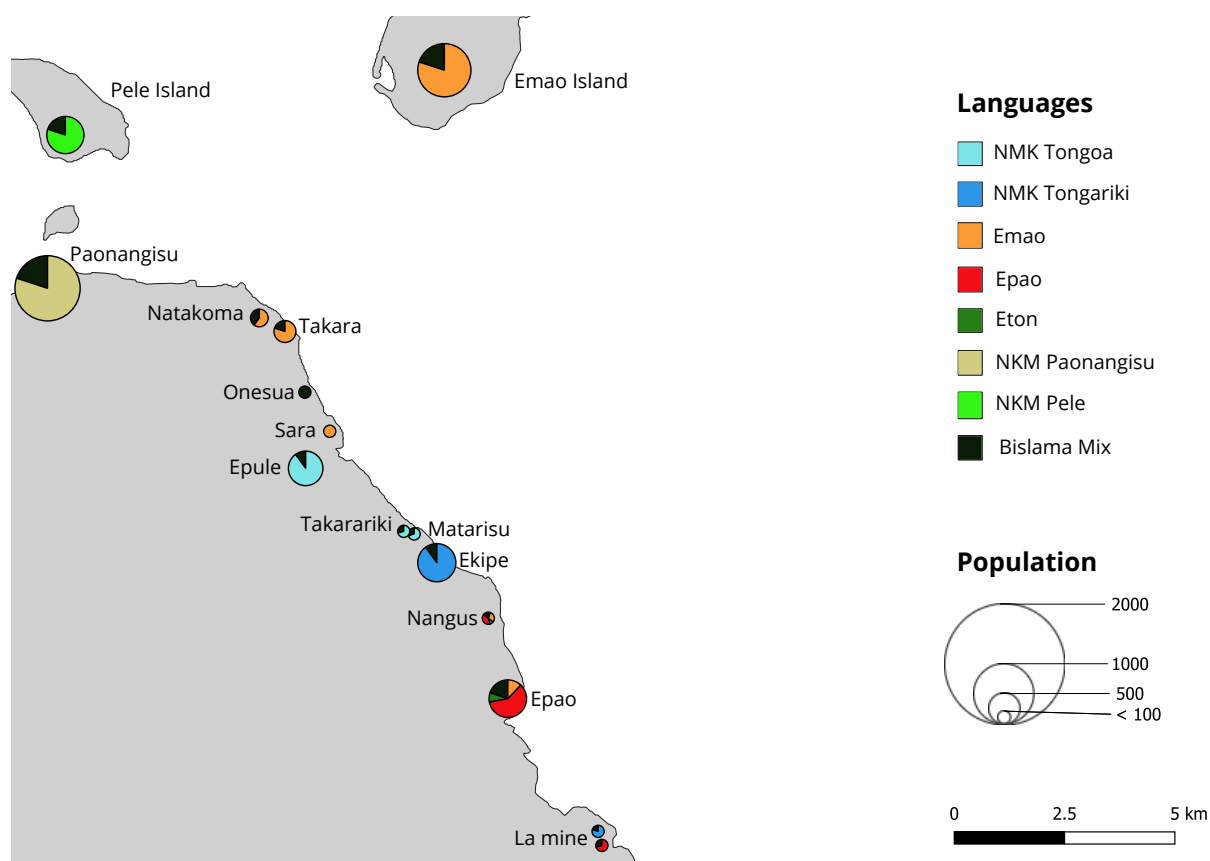 Pele Island
Emao Island
Paonangisu
Natakoma
Takara
Onesua
Sara
Epule
Takarariki
Matarisu
Ekipe
Nangus
Epao
La mine
Languages
NMK Tongoa
NMK Tongariki
Emao
Epao
Eton
NKM Paonangisu
NKM Pele
Bislama Mix
Population
2000
1000
500
< 100
0 2.5 5 km